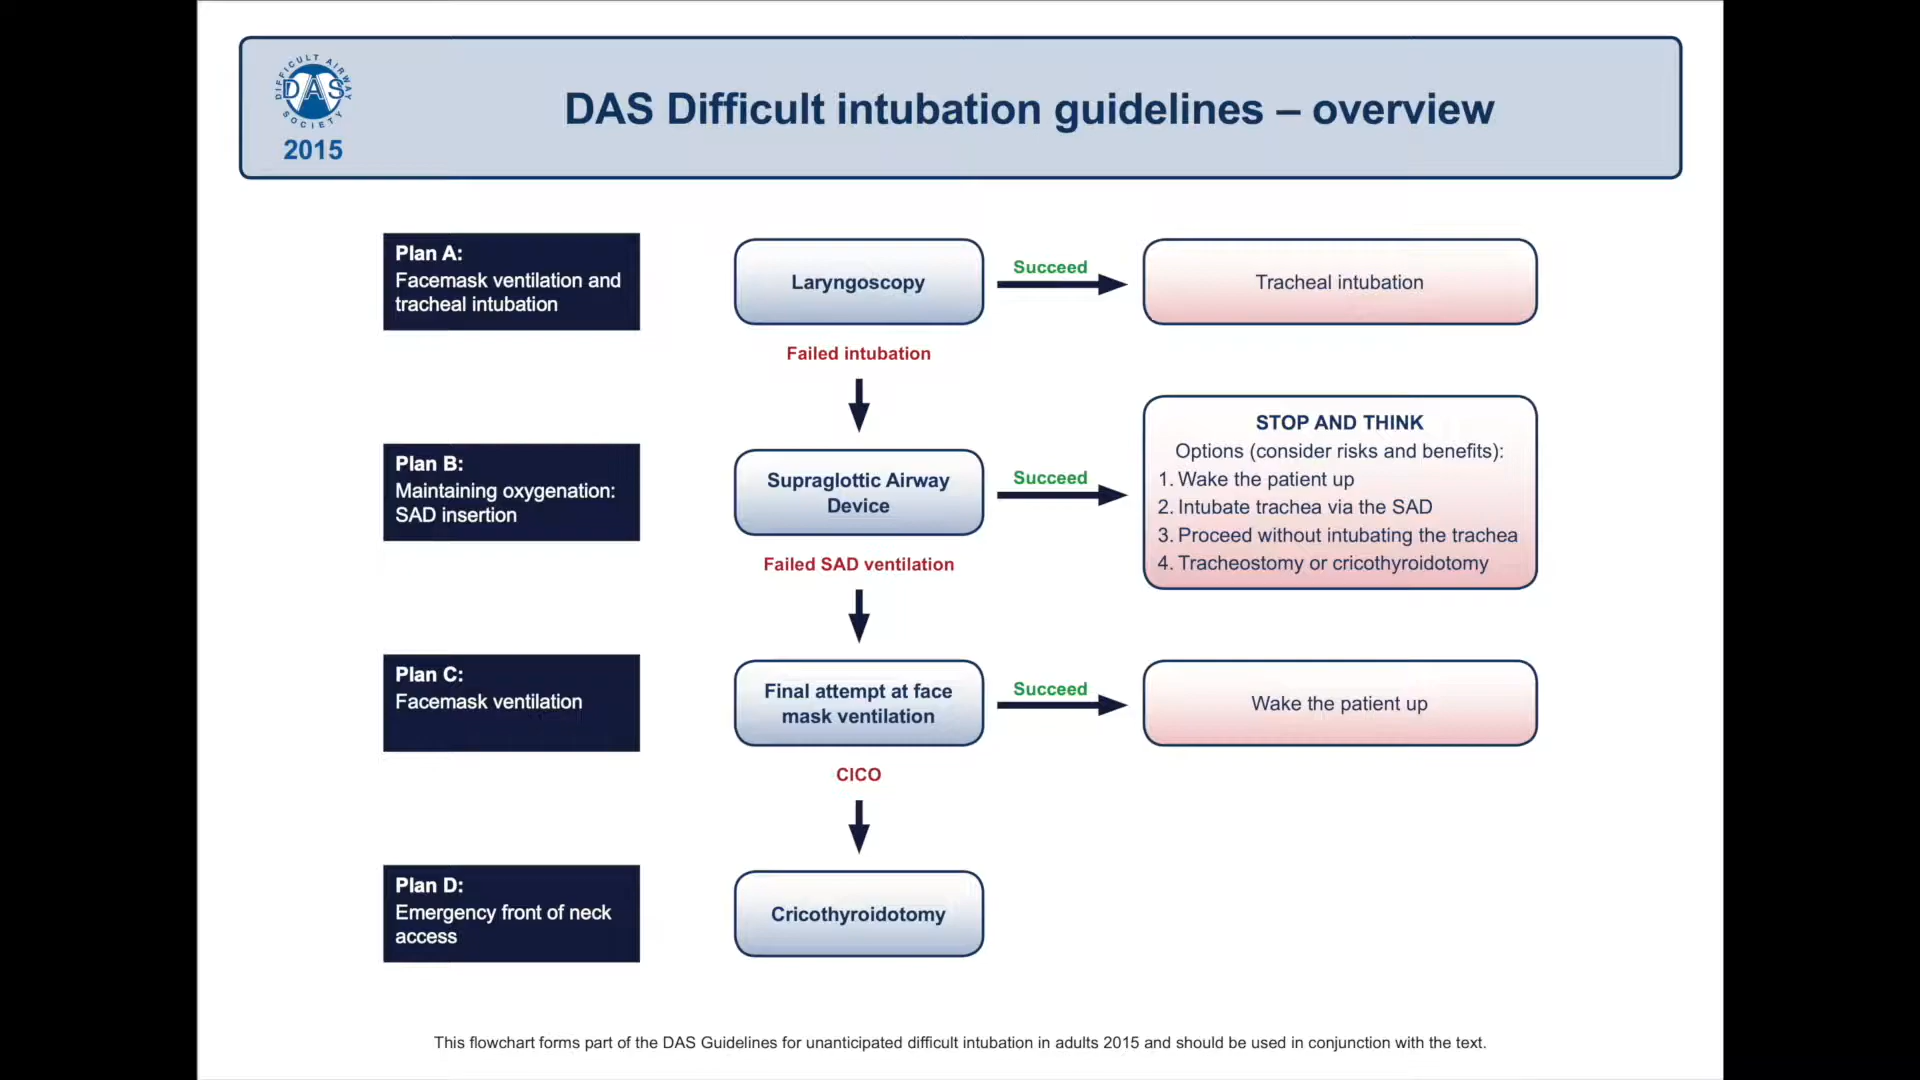 DIFFICULT AIRWAY
DAS
SOCIETY
2015
DAS Difficult intubation guidelines – overview
Plan A:
Facemask ventilation and
tracheal intubation
Laryngoscopy
Succeed
Tracheal intubation
Failed intubation
Plan B:
Maintaining oxygenation:
SAD insertion
Supraglottic Airway
Device
Succeed
STOP AND THINK
Options (consider risks and benefits):
1. Wake the patient up
2. Intubate trachea via the SAD
3. Proceed without intubating the trachea
4. Tracheostomy or cricothyroidotomy
Failed SAD ventilation
Plan C:
Facemask ventilation
Final attempt at face
mask ventilation
Succeed
Wake the patient up
CICO
Plan D:
Emergency front of neck
access
Cricothyroidotomy
This flowchart forms part of the DAS Guidelines for unanticipated difficult intubation in adults 2015 and should be used in conjunction with the text.